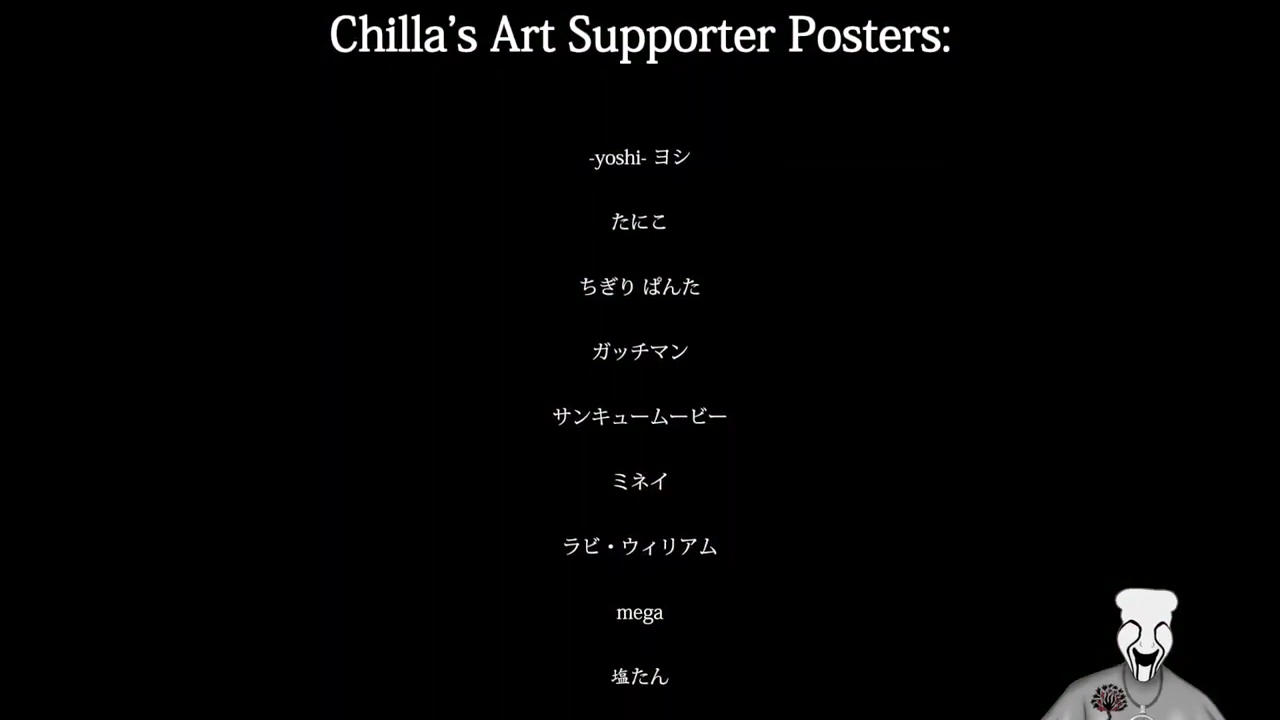 Chilla’s Art Supporter Posters:
-yoshi- ヨシ
たにこ
ちぎり ぱんた
ガッチマン
サンキュームービー
ミネイ
ラビ・ウィリアム
mega
塩たん